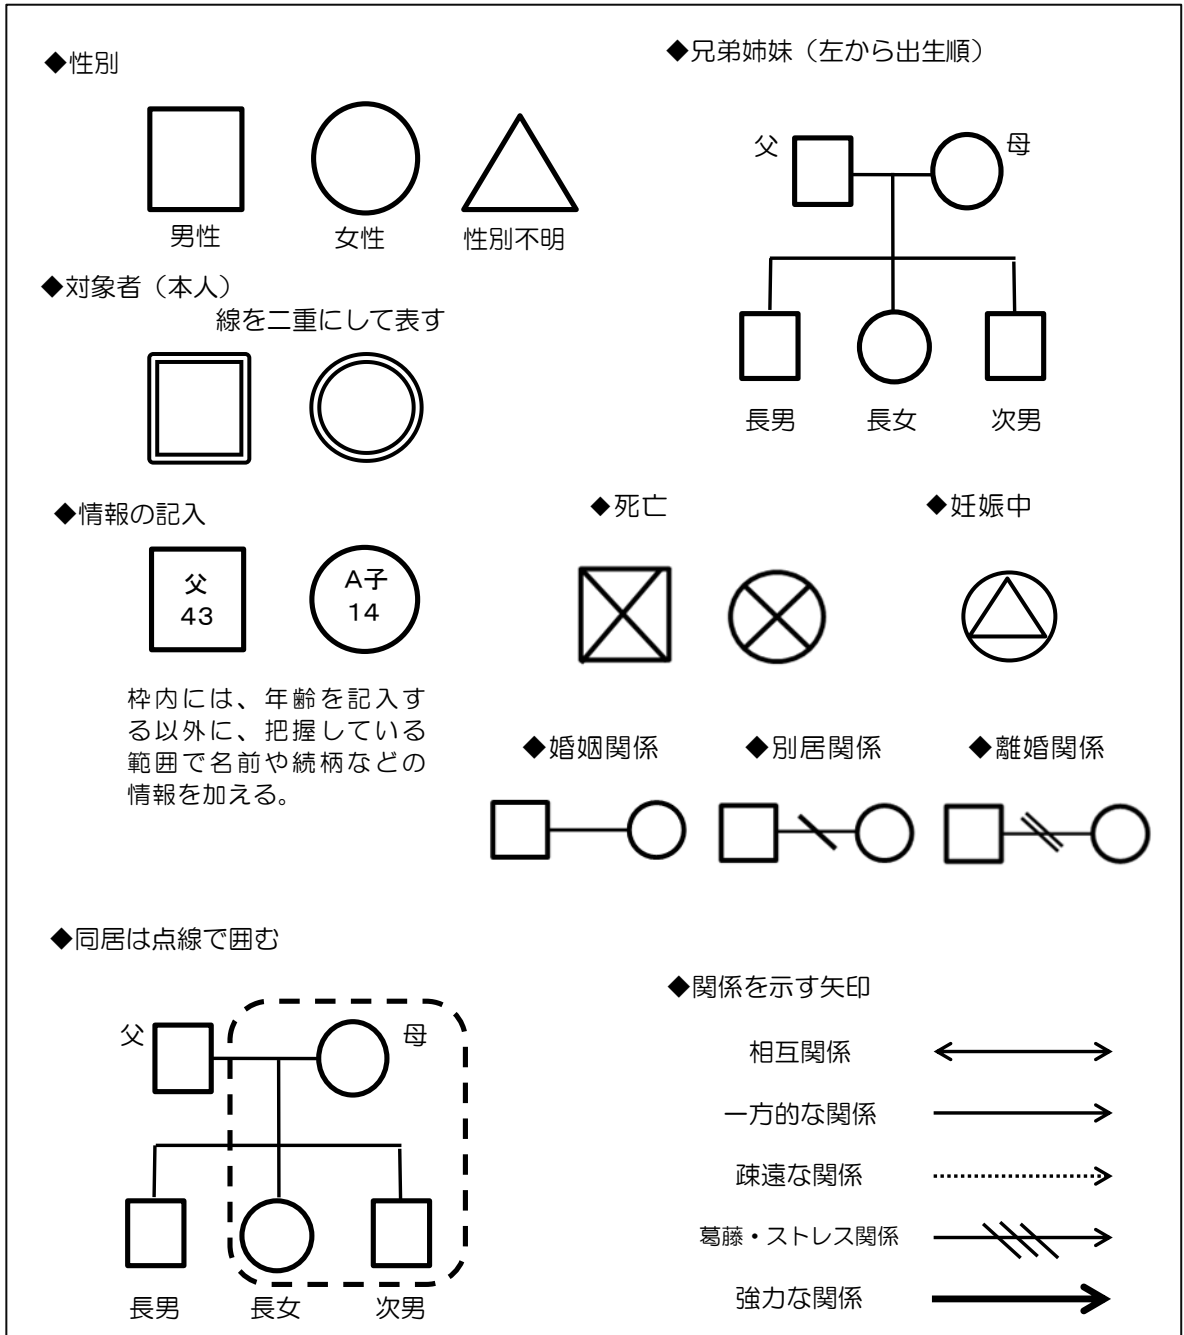 ◆性別
男性
女性
性別不明
◆対象者（本人）
線を二重にして表す
◆情報の記入
父
43
A子
14
枠内には、年齢を記入す
る以外に、把握している
範囲で名前や続柄などの
情報を加える。
◆兄弟姉妹（左から出生順）
父
母
長男
長女
次男
◆死亡
◆妊娠中
◆婚姻関係
◆別居関係
◆離婚関係
◆同居は点線で囲む
父
母
長男
長女
次男
◆関係を示す矢印
相互関係
一方的な関係
疎遠な関係
葛藤・ストレス関係
強力な関係